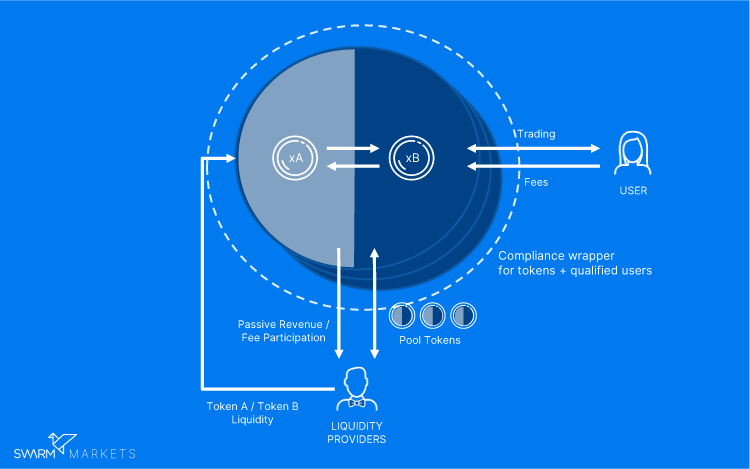 xA
xB
Trading
Fees
USER
Compliance wrapper
for tokens + qualified users
Passive Revenue /
Fee Participation
Pool Tokens
Token A / Token B
Liquidity
LIQUIDITY
PROVIDERS
SWARM MARKETS